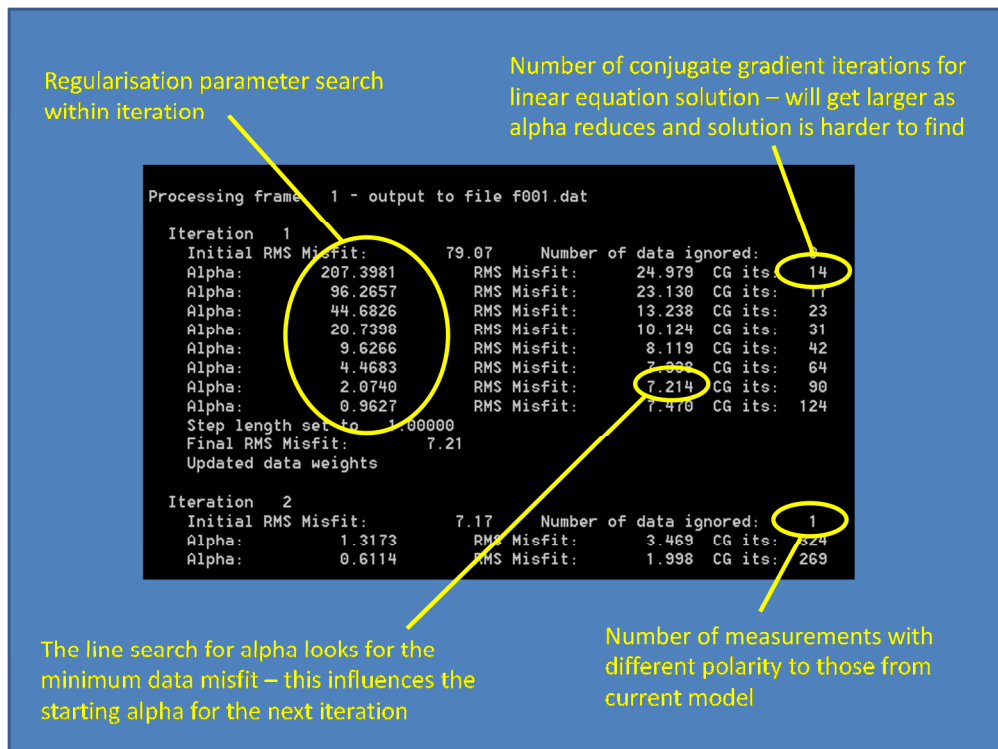 Regularisation parameter search
within iteration
Number of conjugate gradient iterations for
linear equation solution – will get larger as
alpha reduces and solution is harder to find
Processing frame 1 - output to file f001.dat
Iteration 1
Initial RMS Misfit: 79.07 Number of data ignored: 0
Alpha: 207.3981 RMS Misfit: 24.979 CG its: 14
Alpha: 96.2657 RMS Misfit: 23.130 CG its: 17
Alpha: 44.6826 RMS Misfit: 13.238 CG its: 23
Alpha: 20.7398 RMS Misfit: 10.124 CG its: 31
Alpha: 9.6266 RMS Misfit: 8.119 CG its: 42
Alpha: 4.4683 RMS Misfit: 7.338 CG its: 64
Alpha: 2.0740 RMS Misfit: 7.214 CG its: 90
Alpha: 0.9627 RMS Misfit: 7.470 CG its: 124
Step length set to 1.00000
Final RMS Misfit: 7.21
Updated data weights
Iteration 2
Initial RMS Misfit: 7.17 Number of data ignored: 1
Alpha: 1.3173 RMS Misfit: 3.469 CG its: 324
Alpha: 0.6114 RMS Misfit: 1.998 CG its: 269
The line search for alpha looks for the
minimum data misfit – this influences the
starting alpha for the next iteration
Number of measurements with
different polarity to those from
current model